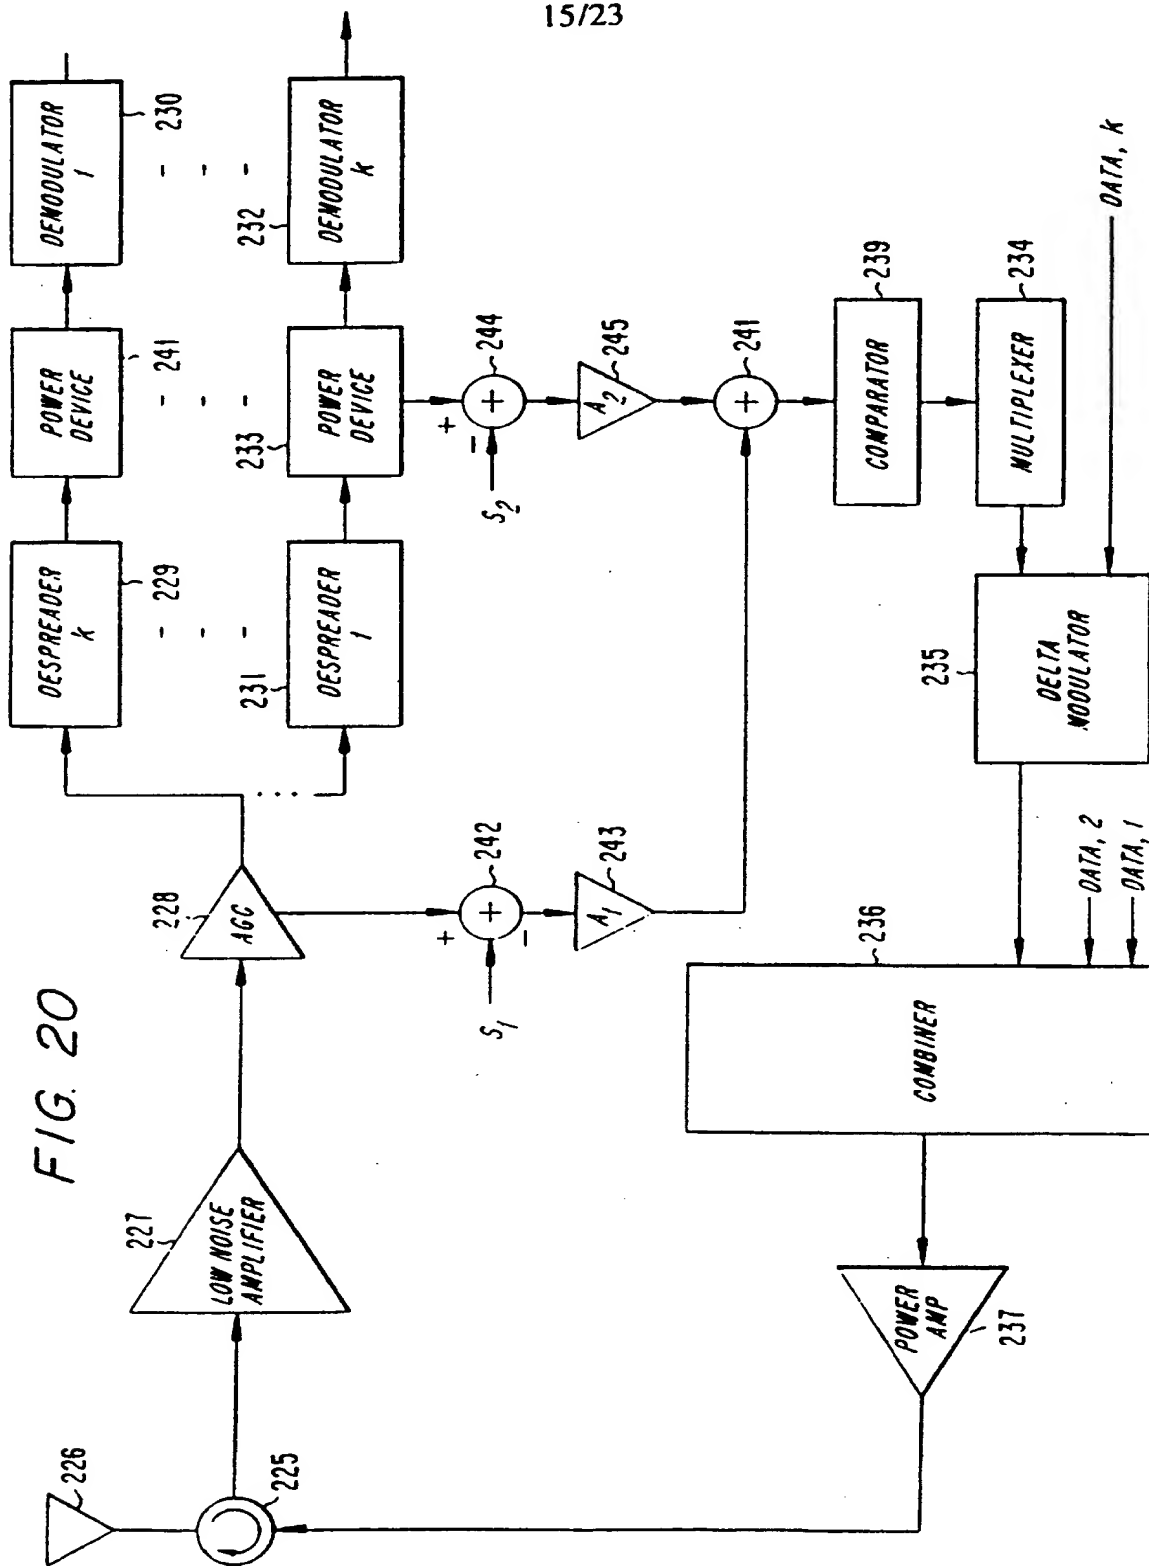 15/23
FIG. 20
226
225
227
LOW NOISE
AMPLIFIER
228
AGC
DESPREADER
k
229
POWER
DEVICE
241
DEMODULATOR
1
230
231
DESPREADER
1
233
POWER
DEVICE
232
DEMODULATOR
k
S1
+
-
+
242
A1
243
S2
+
-
+
244
A2
245
+
241
COMPARATOR
239
MULTIPLEXER
234
DATA, K
235
DELTA
MODULATOR
DATA, 2
DATA, 1
236
COMBINER
POWER
AMP
237